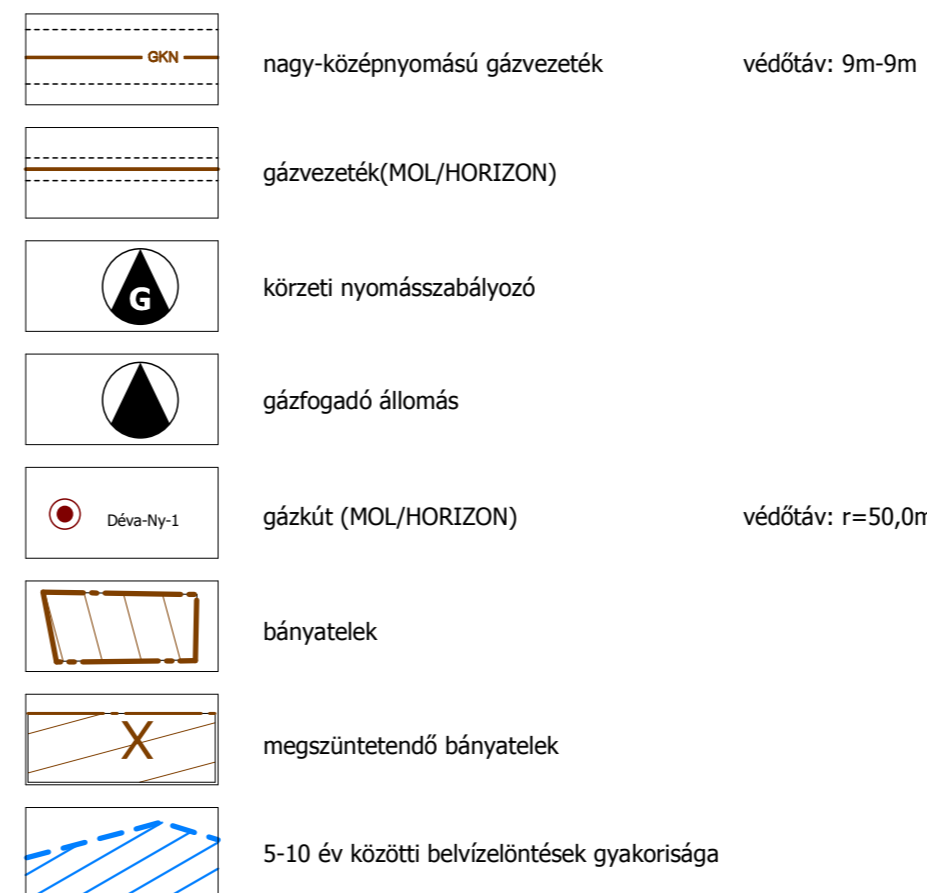 GKN nagy-középnyomású gázvezeték védőtáv: 9m-9m
gázvezeték(MOL/HORIZON)
G körzeti nyomásszabályozó
gázfogadó állomás
Déva-Ny-1 gázkút (MOL/HORIZON) védőtáv: r=50,0m
bányatelek
X megszüntetendő bányatelek
5-10 év közötti belvízelöntések gyakorisága